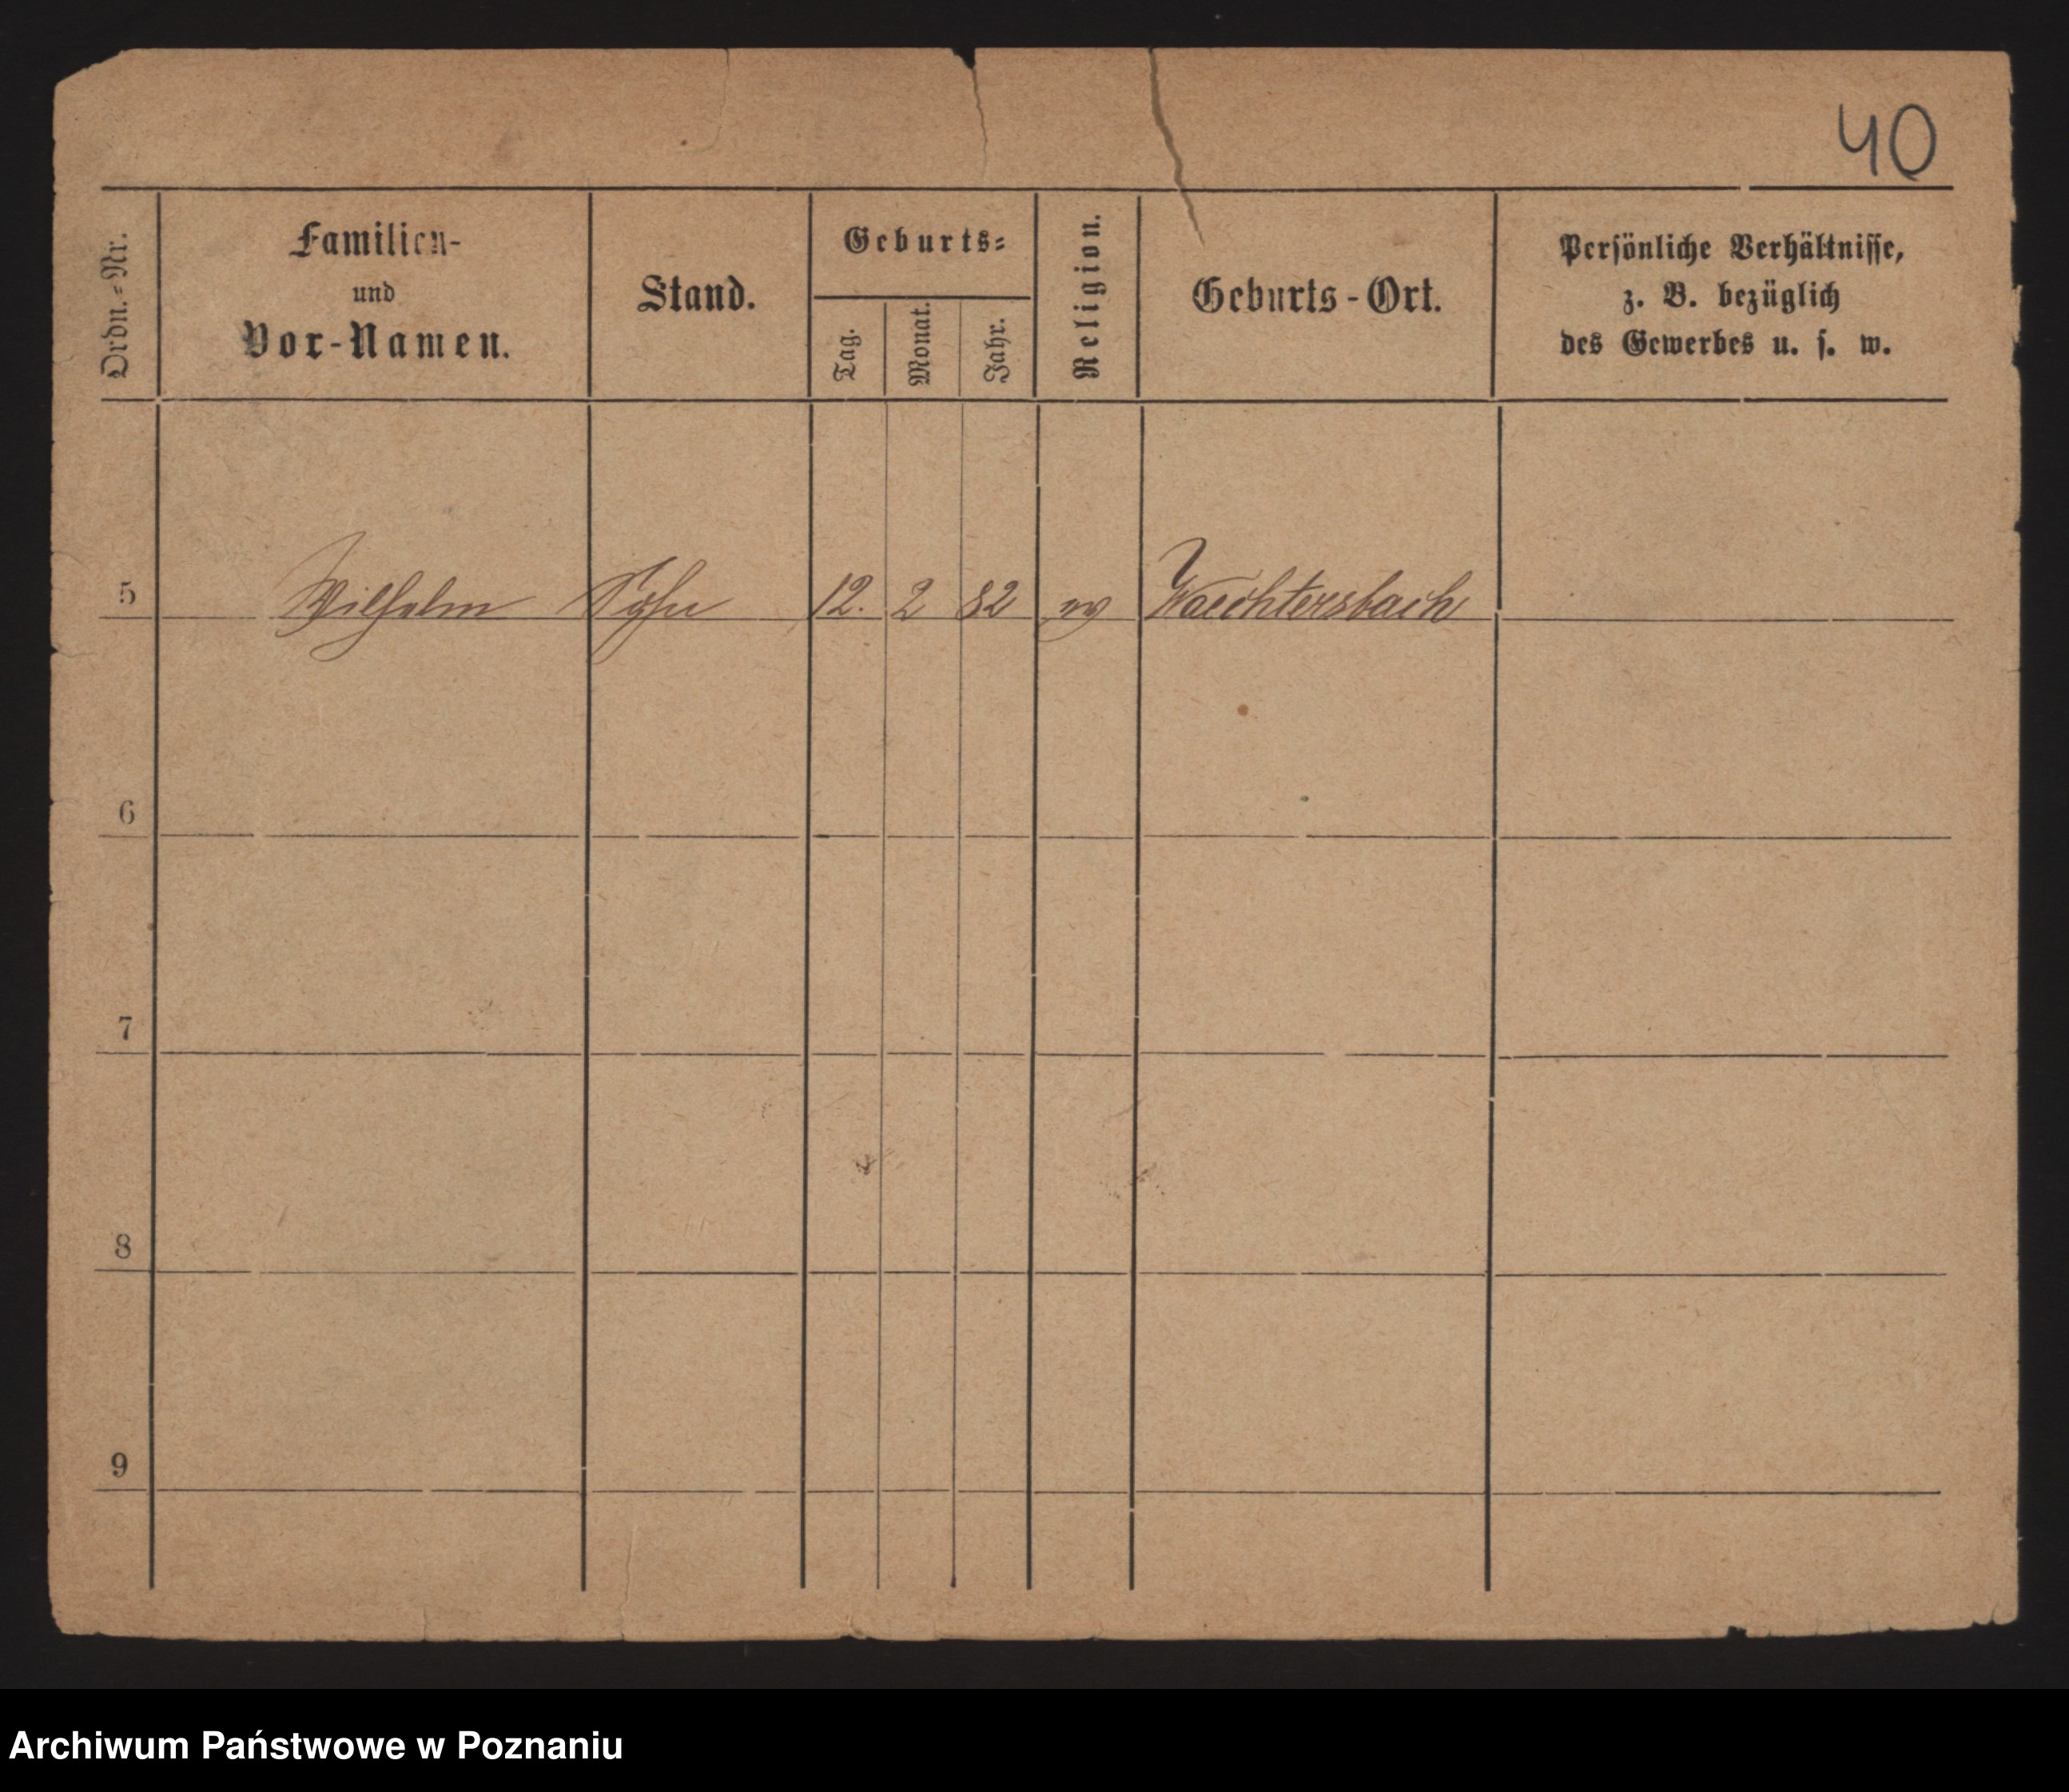 40
Ordn.-Nr.
Familien-
und
Vor-Namen.
Stand.
Geburts-
Tag.
Monat.
Jahr.
Religion.
Geburts-Ort.
Persönliche Verhältnisse,
z. B. bezüglich
des Gewerbes u. s. w.
5 Wilhelm Sohn 12. 2 82 ev Waechtersbach
6
7
8
9
Archiwum Państwowe w Poznaniu